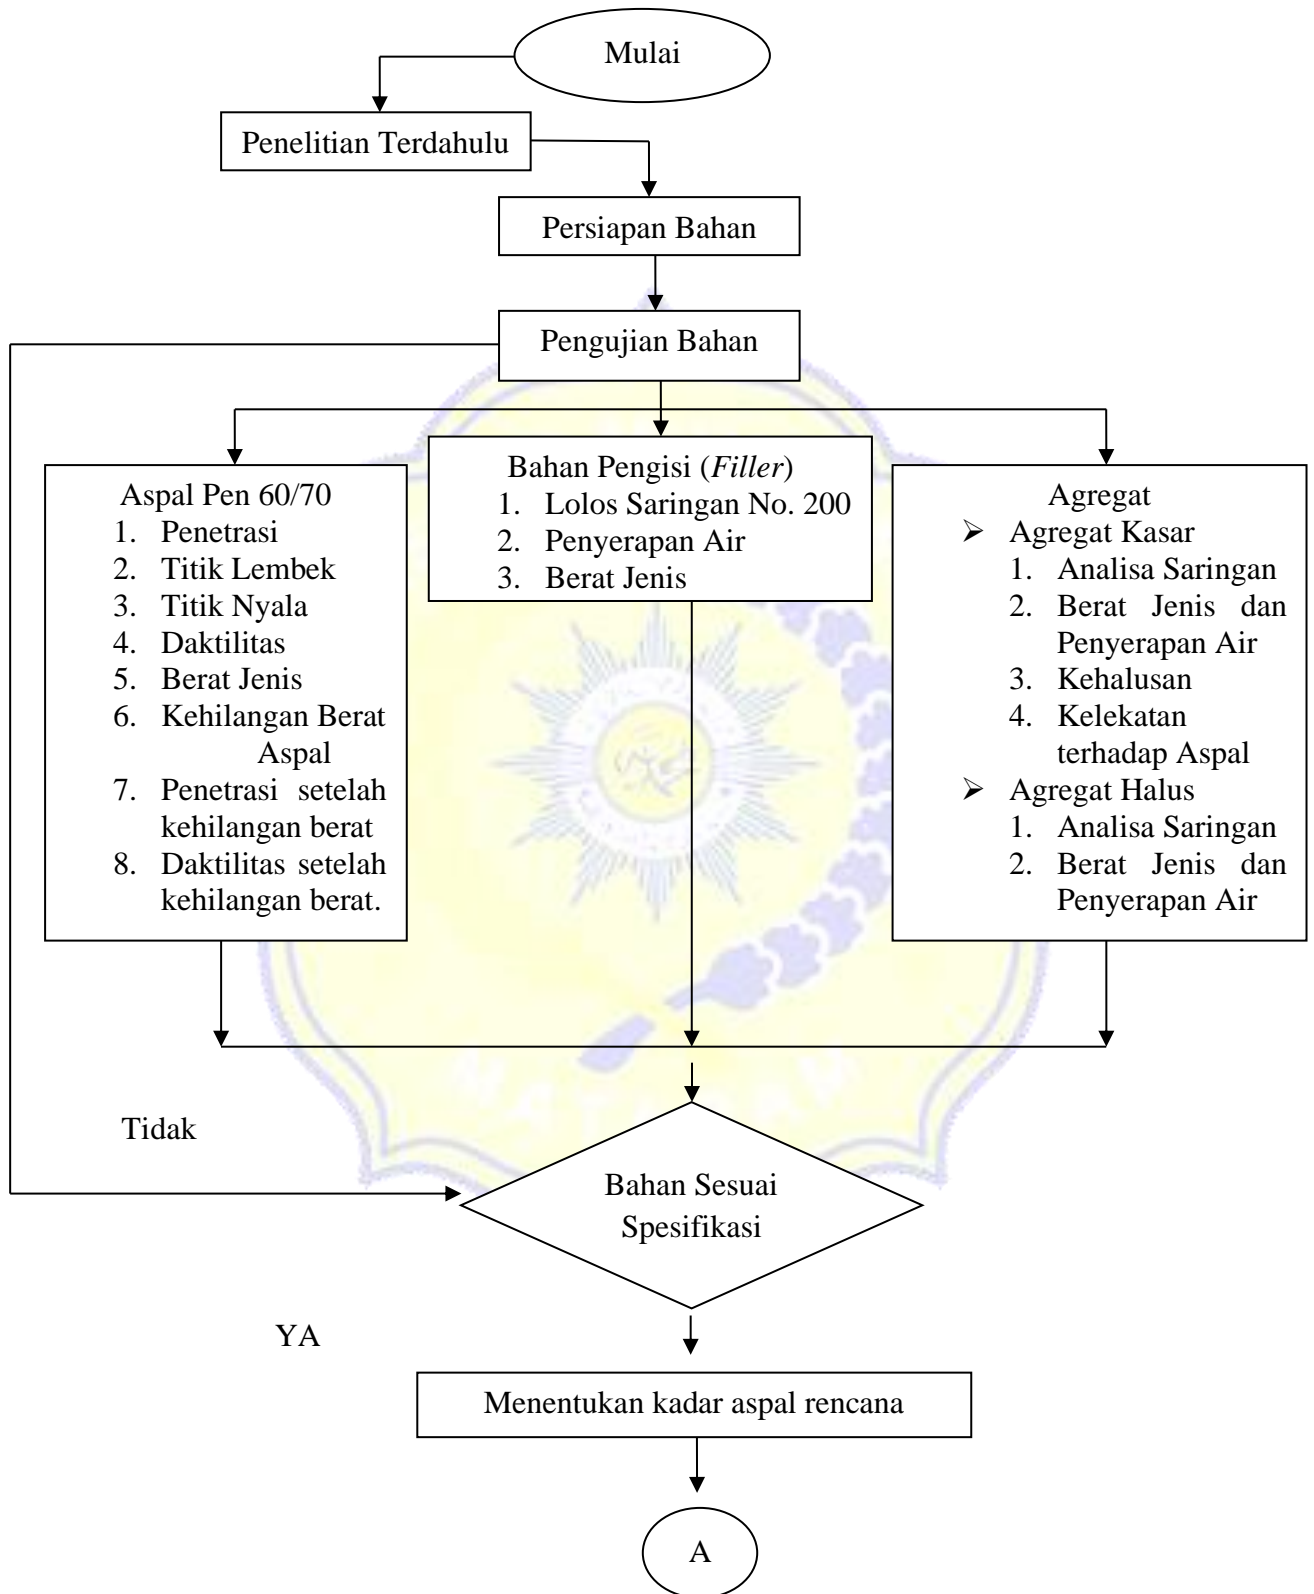 Mulai
Penelitian Terdahulu
Persiapan Bahan
Pengujian Bahan
Aspal Pen 60/70
1. Penetrasi
2. Titik Lembek
3. Titik Nyala
4. Daktilitas
5. Berat Jenis
6. Kehilangan Berat
Aspal
7. Penetrasi setelah
kehilangan berat
8. Daktilitas setelah
kehilangan berat.
Bahan Pengisi (Filler)
1. Lolos Saringan No. 200
2. Penyerapan Air
3. Berat Jenis
Agregat
➢ Agregat Kasar
1. Analisa Saringan
2. Berat Jenis dan
Penyerapan Air
3. Kehalusan
4. Kelekatan
terhadap Aspal
➢ Agregat Halus
1. Analisa Saringan
2. Berat Jenis dan
Penyerapan Air
Tidak
Bahan Sesuai
Spesifikasi
YA
Menentukan kadar aspal rencana
A